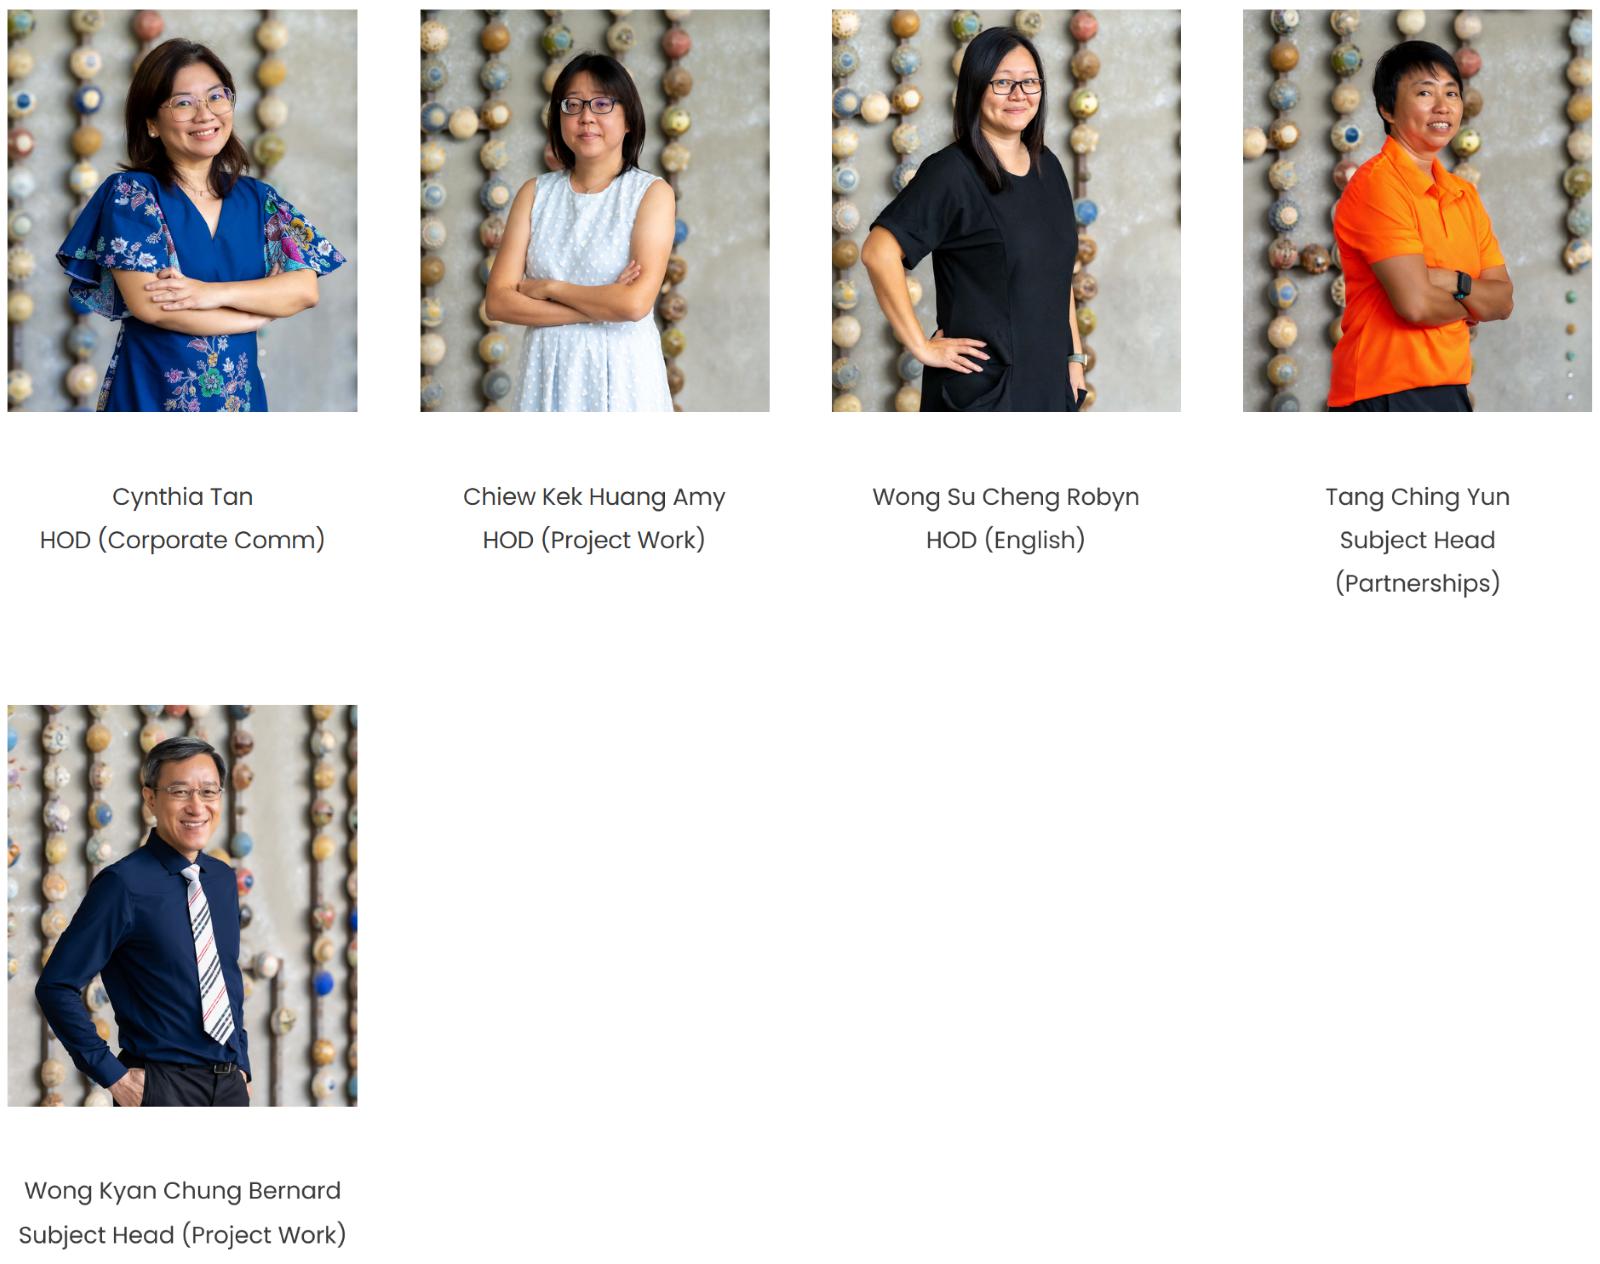 Cynthia Tan
HOD (Corporate Comm)
Chiew Kek Huang Amy
HOD (Project Work)
Wong Su Cheng Robyn
HOD (English)
Tang Ching Yun
Subject Head
(Partnerships)
Wong Kyan Chung Bernard
Subject Head (Project Work)